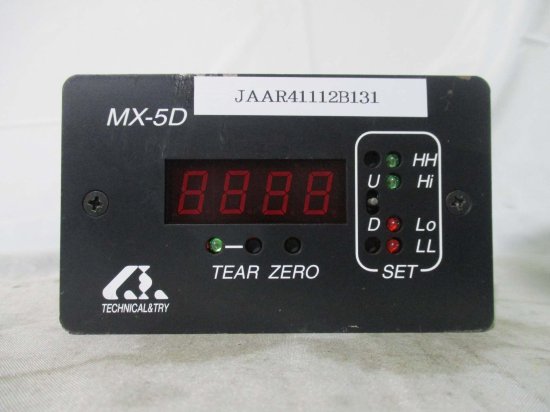 JAAR41112B131
MX-5D
8888
HH
U Hi
D Lo
LL
TEAR ZERO SET
TECHNICAL&TRY